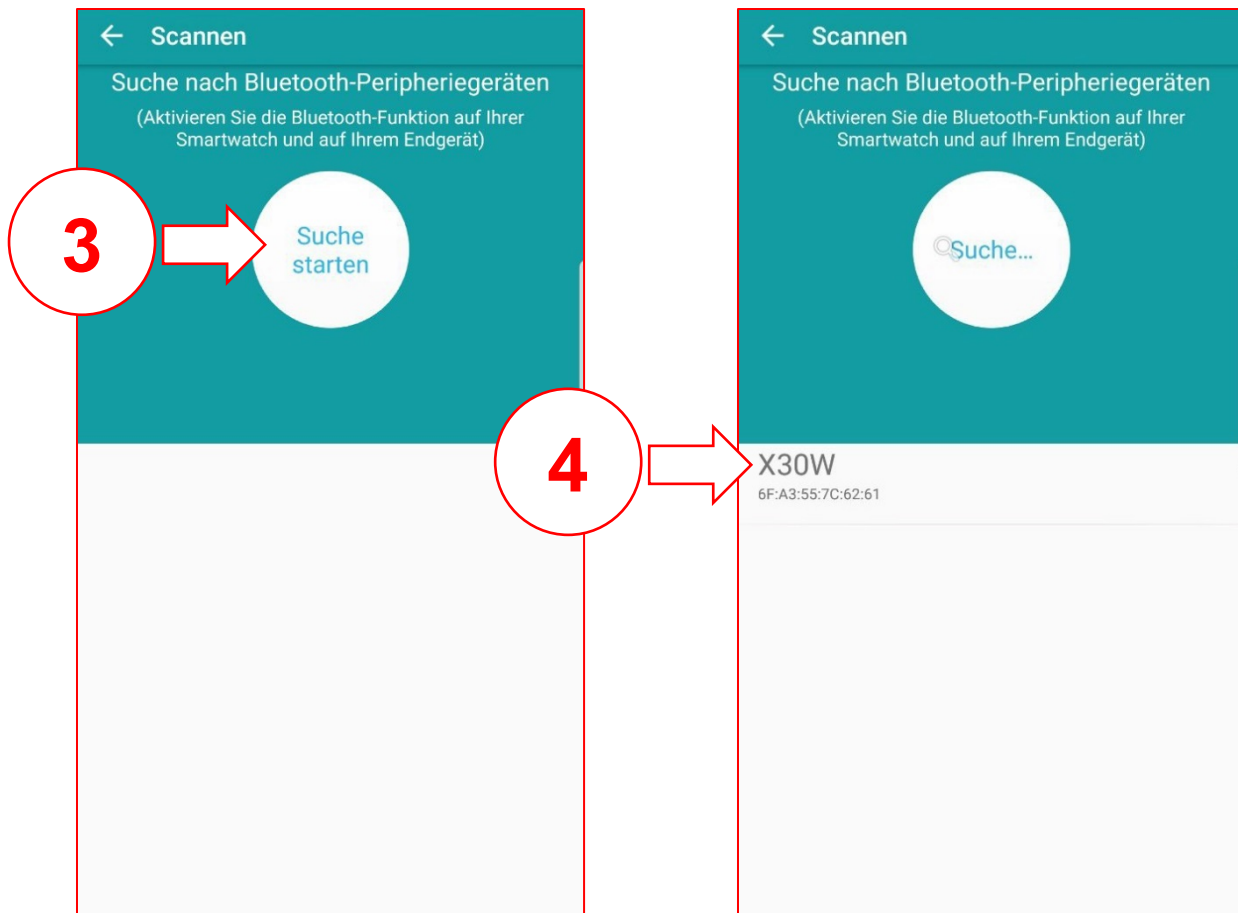 Scannen
Suche nach Bluetooth-Peripheriegeräten
(Aktivieren Sie die Bluetooth-Funktion auf Ihrer
Smartwatch und auf Ihrem Endgerät)
3
Suche
starten
Scannen
Suche nach Bluetooth-Peripheriegeräten
(Aktivieren Sie die Bluetooth-Funktion auf Ihrer
Smartwatch und auf Ihrem Endgerät)
Suche...
4
X30W
6F:A3:55:7C:62:61